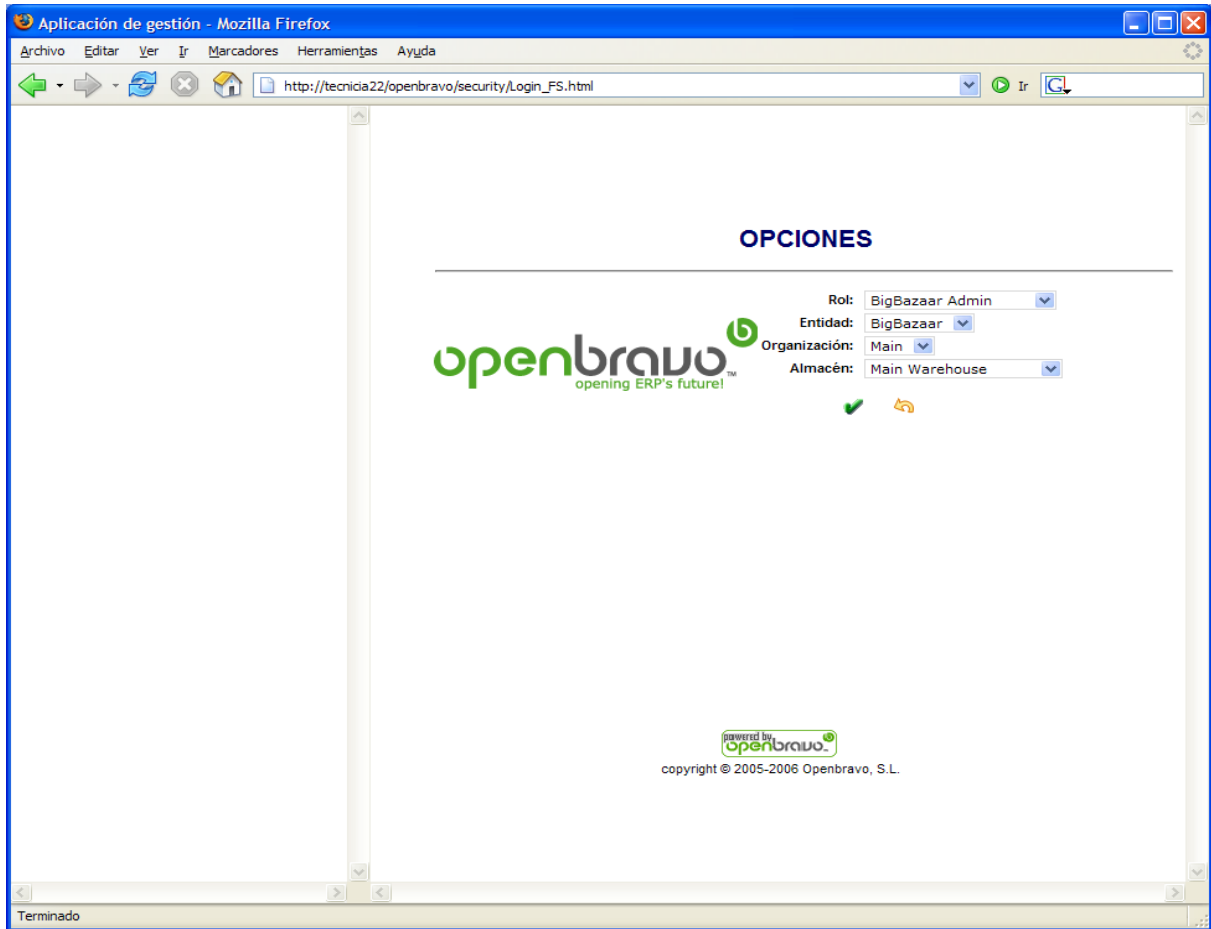 Aplicación de gestión - Mozilla Firefox
Archivo Editar Ver Ir Marcadores Herramientas Ayuda
http://tecnicia22/openbravo/security/Login_FS.html Ir G
OPCIONES
Rol: BigBazaar Admin
Entidad: BigBazaar
Organización: Main
Almacén: Main Warehouse
openbravo b ™
opening ERP's future!
powered by
openbravo
copyright © 2005-2006 Openbravo, S.L.
Terminado